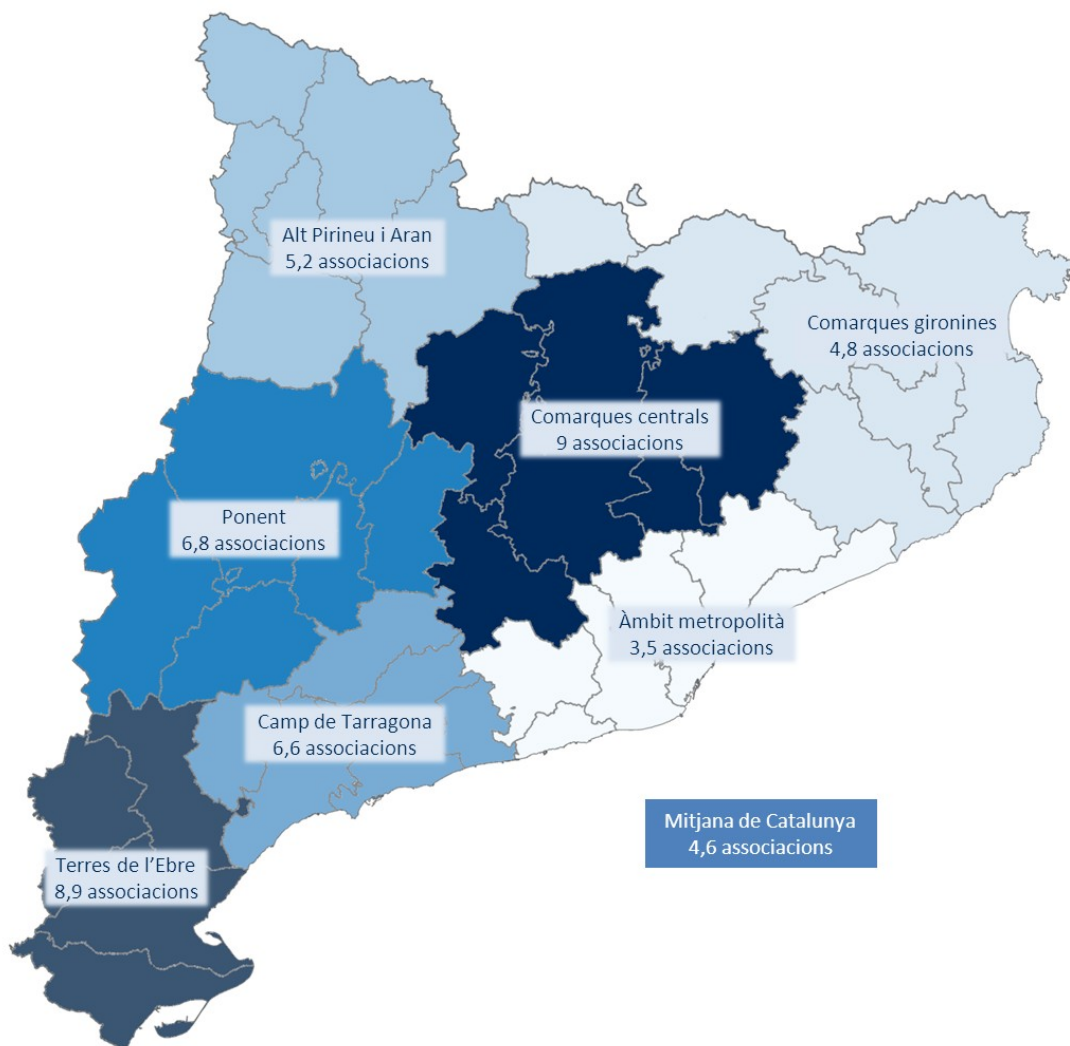 Alt Pirineu i Aran
5,2 associacions
Comarques gironines
4,8 associacions
Comarques centrals
9 associacions
Ponent
6,8 associacions
Àmbit metropolità
3,5 associacions
Camp de Tarragona
6,6 associacions
Mitjana de Catalunya
4,6 associacions
Terres de l’Ebre
8,9 associacions